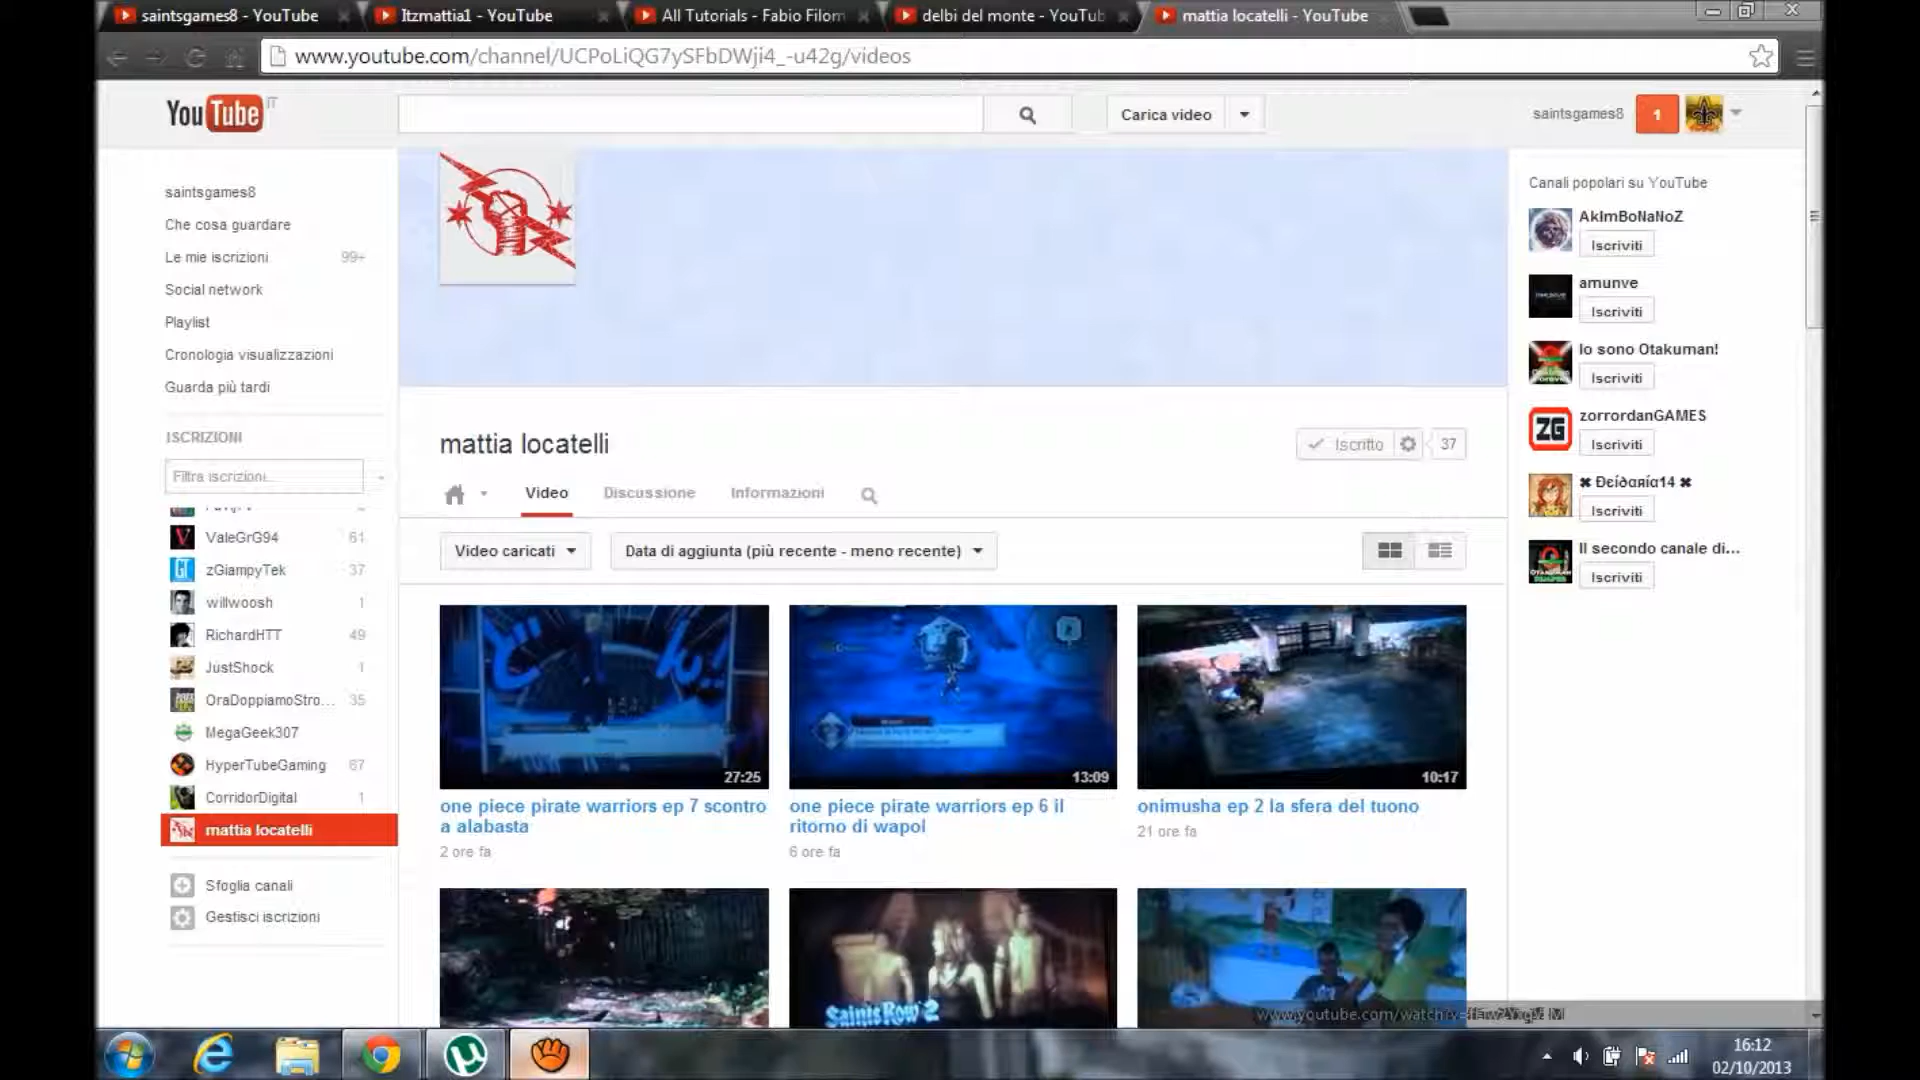 saintsgames8 - YouTube
Itzmattia1 - YouTube
All Tutorials - Fabio Filom
delbi del monte - YouTub
mattia locatelli - YouTube
www.youtube.com/channel/UCPoLiQG7ySFbDWji4_-u42g/videos
YouTube IT
Carica video
saintsgames8
1
saintsgames8
Che cosa guardare
Le mie iscrizioni 99+
Social network
Playlist
Cronologia visualizzazioni
Guarda più tardi
ISCRIZIONI
Filtra iscrizioni...
ValeGrG94 61
zGiampyTek 37
willwoosh 1
RichardHTT 49
JustShock 1
OraDoppiamoStro... 35
MegaGeek307
HyperTubeGaming 67
CorridorDigital 1
mattia locatelli
Sfoglia canali
Gestisci iscrizioni
mattia locatelli
Iscritto 37
Video
Discussione
Informazioni
Video caricati
Data di aggiunta (più recente - meno recente)
27:25
one piece pirate warriors ep 7 scontro
a alabasta
2 ore fa
13:09
one piece pirate warriors ep 6 il
ritorno di wapol
6 ore fa
10:17
onimusha ep 2 la sfera del tuono
21 ore fa
Saints Row 2
Canali popolari su YouTube
AkImBoNaNoZ
Iscriviti
amunve
Iscriviti
Io sono Otakuman!
Iscriviti
ZG
zorrordanGAMES
Iscriviti
Iscriviti
Il secondo canale di...
Iscriviti
16:12
02/10/2013